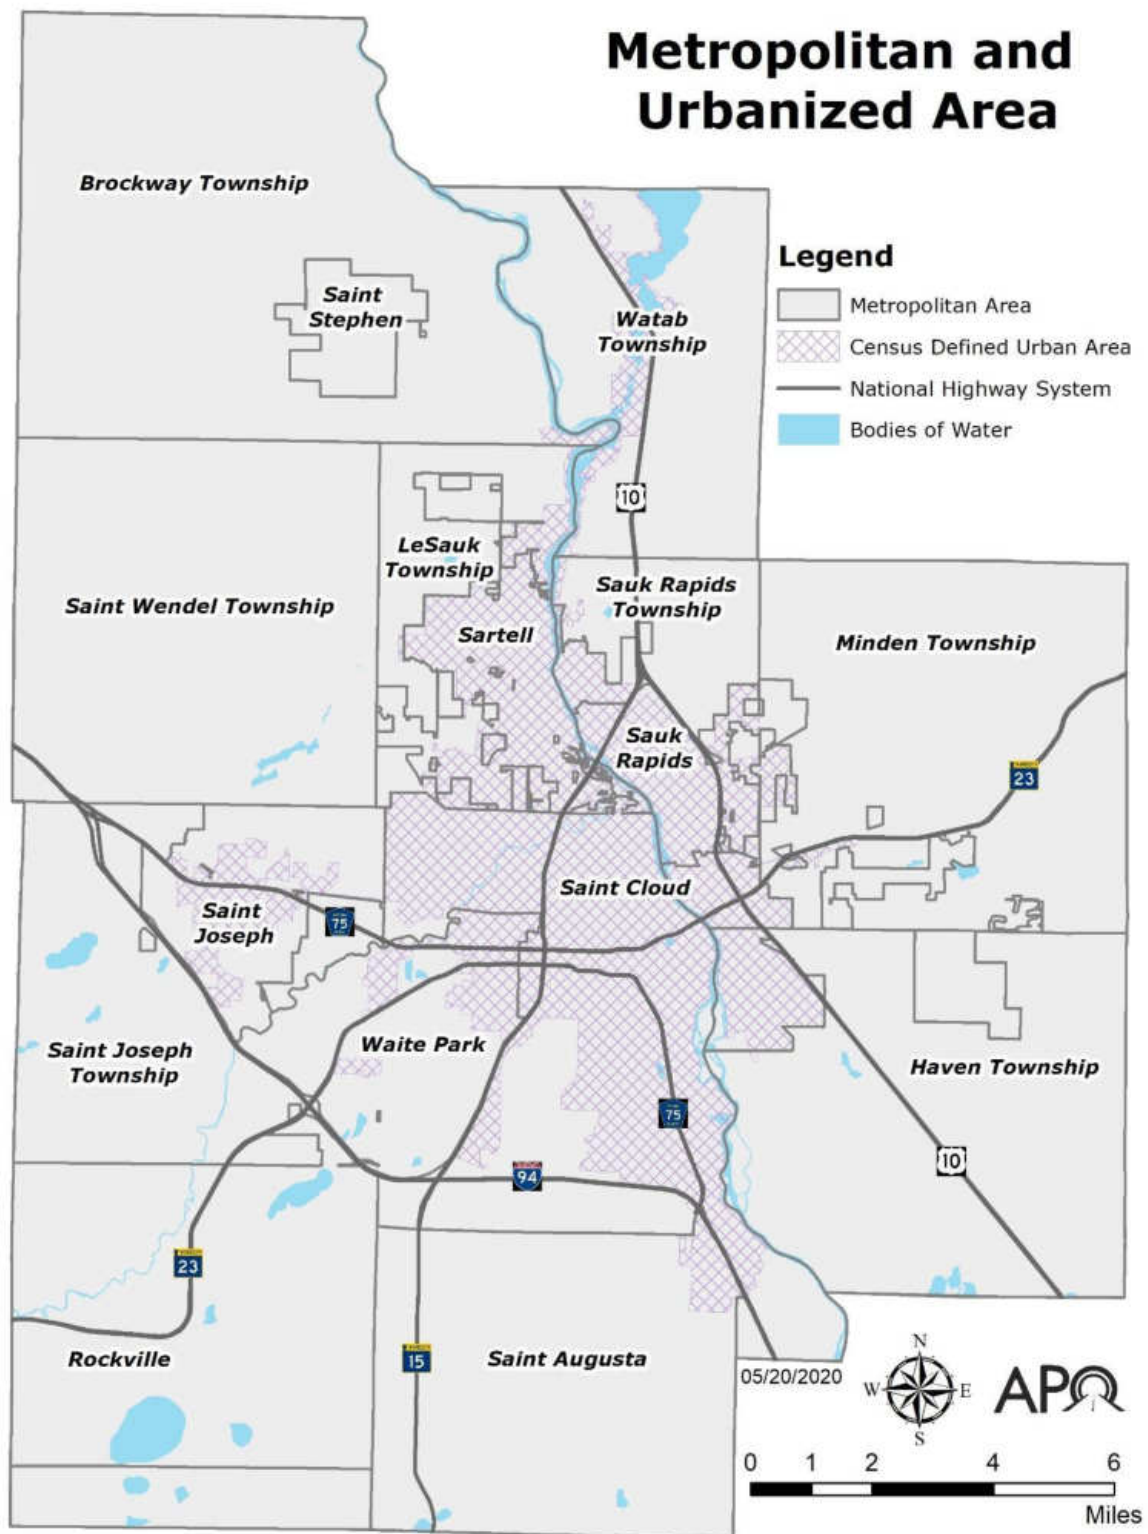 Metropolitan and
Urbanized Area
Brockway Township
Saint
Stephen
Watab
Township
Legend
Metropolitan Area
Census Defined Urban Area
National Highway System
Bodies of Water
10
LeSauk
Township
Sauk Rapids
Township
Saint Wendel Township
Sartell
Minden Township
Sauk
Rapids
23
Saint Cloud
Saint
Joseph
75
Waite Park
Saint Joseph
Township
Haven Township
75
10
94
23
Rockville
15
Saint Augusta
05/20/2020
N
W
E
S
APO
0 1 2 4 6
Miles